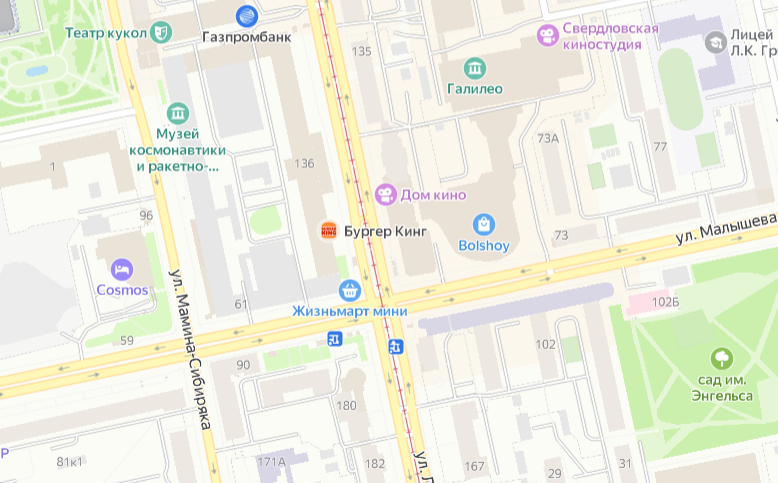 Театр кукол
Газпромбанк
135
Свердловская
киностудия
Лицей
Л.К. Гр
Галилео
Музей
космонавтики
и ракетно-...
73А
77
1
136
96
Дом кино
KING
Бургер Кинг
Bolshoy
73
ул. Малышева
Cosmos
ул. Мамина-Сибиряка
61
Жизньмарт мини
102Б
59
90
102
сад им.
Энгельса
180
Р
81к1
171А
182
ул. Л
167
29
31